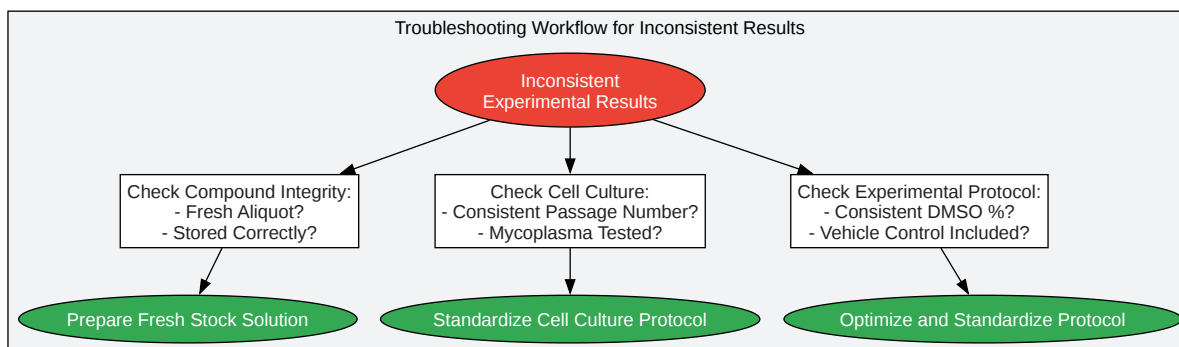 Troubleshooting Workflow for Inconsistent Results
Inconsistent
Experimental Results
Check Compound Integrity:
- Fresh Aliquot?
- Stored Correctly?
Check Cell Culture:
- Consistent Passage Number?
- Mycoplasma Tested?
Check Experimental Protocol:
- Consistent DMSO %?
- Vehicle Control Included?
Prepare Fresh Stock Solution
Standardize Cell Culture Protocol
Optimize and Standardize Protocol